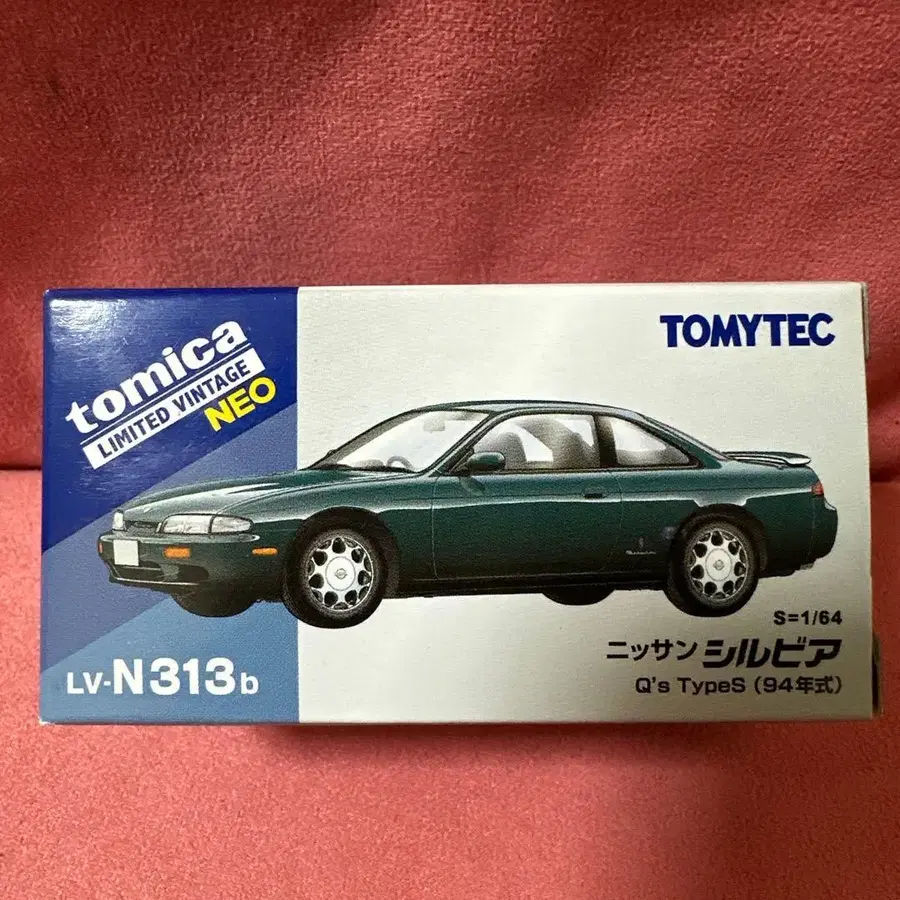 tomica
LIMITED VINTAGE
NEO
TOMYTEC
S=1/64
ニッサン シルビア
Q's TypeS (94年式)
LV-N313b